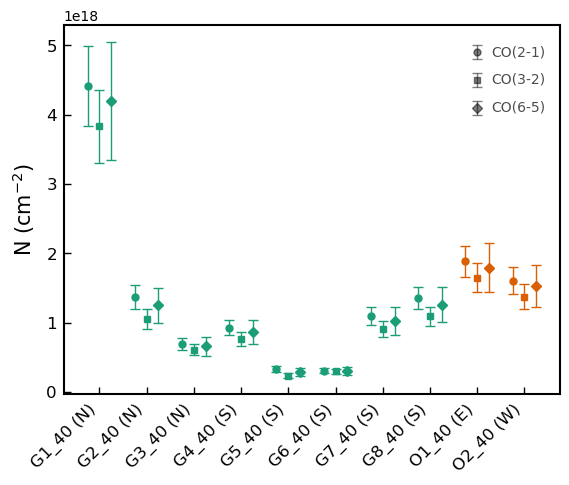 1e18
5
4
3
2
1
0
N (cm⁻²)
CO(2-1)
CO(3-2)
CO(6-5)
G1_40 (N)
G2_40 (N)
G3_40 (N)
G4_40 (S)
G5_40 (S)
G6_40 (S)
G7_40 (S)
G8_40 (S)
O1_40 (E)
O2_40 (W)